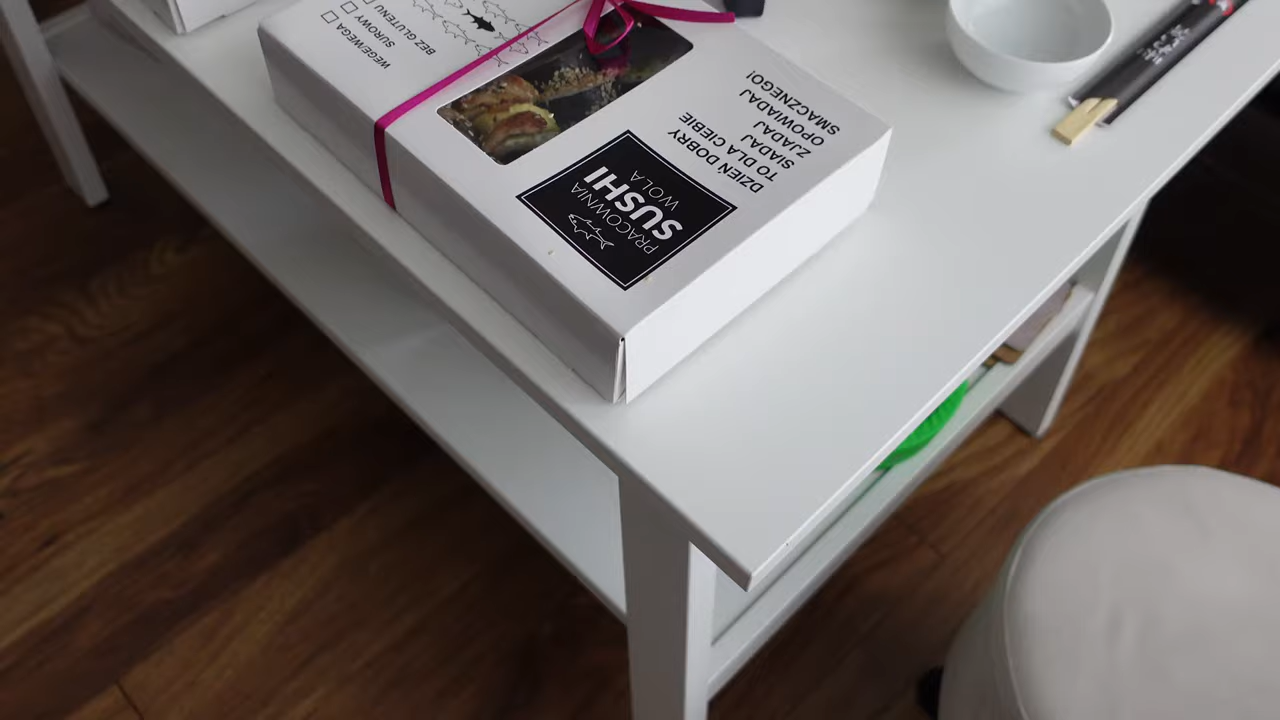 WEGE/WEGA
SUROWY
BEZ GLUTENU
DZIEŃ DOBRY
TO DLA CIEBIE
SIADAJ
ZJADAJ
OPOWIADAJ
SMACZNEGO!
PRACOWNIA
SUSHI
WOLA